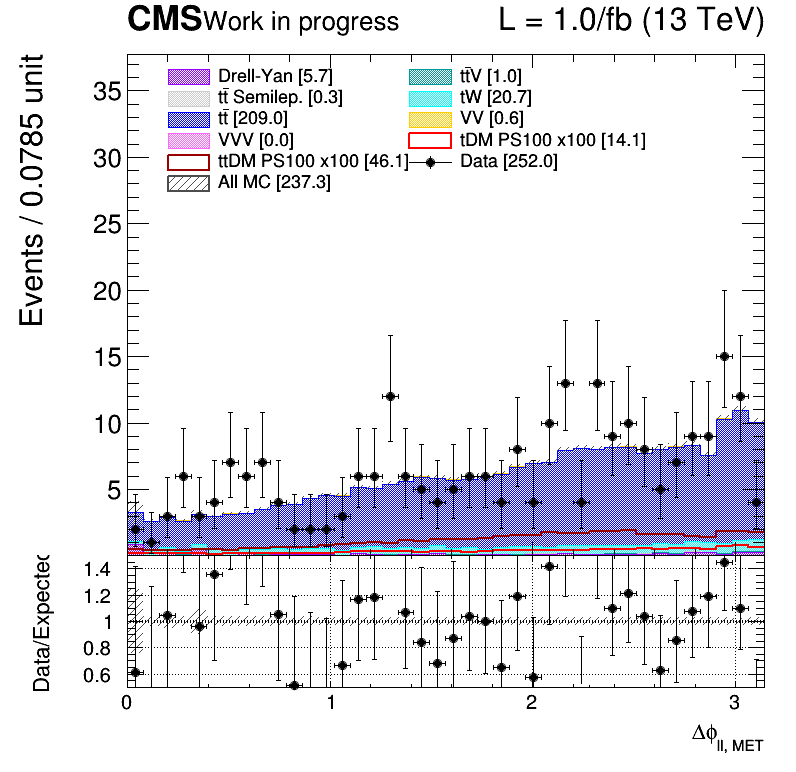 CMS Work in progress L = 1.0/fb (13 TeV)
Events / 0.0785 unit
35
30
25
20
15
10
5
Drell-Yan [5.7] tt̄V [1.0]
tt̄ Semilep. [0.3] tW [20.7]
tt̄ [209.0] VV [0.6]
VVV [0.0] tDM PS100 x100 [14.1]
ttDM PS100 x100 [46.1] Data [252.0]
All MC [237.3]
Data/Expected
1.4
1.2
1
0.8
0.6
0 1 2 3
Δϕll, MET